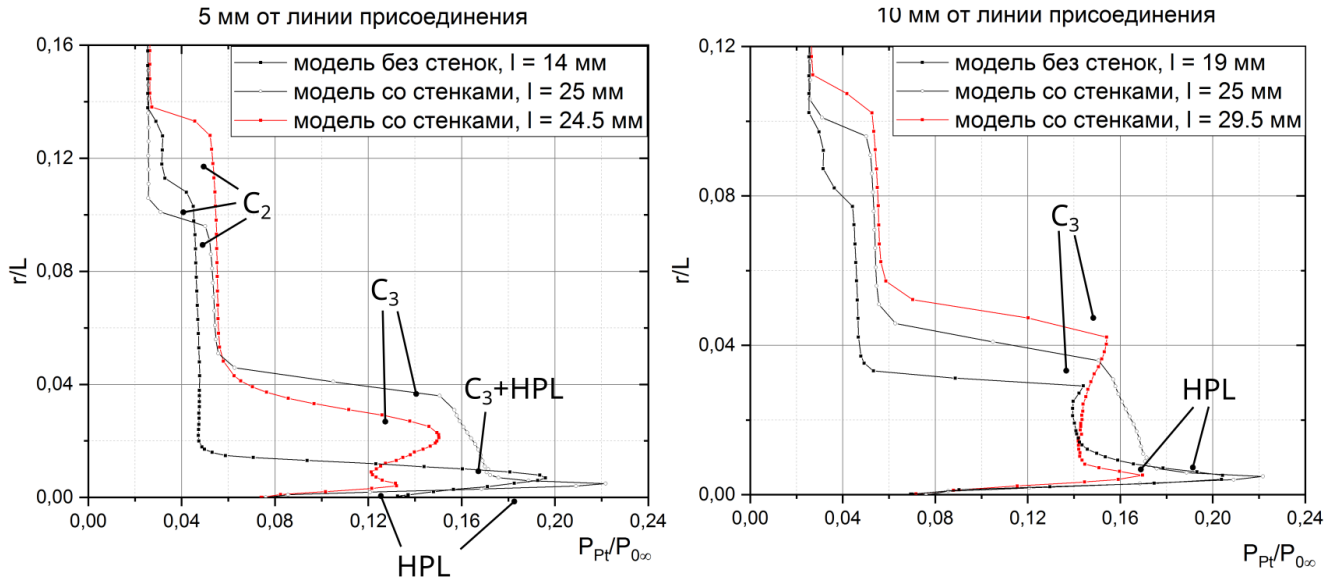 5 мм от линии присоединения
модель без стенок, l = 14 мм
модель со стенками, l = 25 мм
модель со стенками, l = 24.5 мм
0,16
0,12
0,08
0,04
0,00
r/L
C₂
C₃
C₃+HPL
HPL
0,00 0,04 0,08 0,12 0,16 0,20 0,24
P_Pt/P_0∞
10 мм от линии присоединения
модель без стенок, l = 19 мм
модель со стенками, l = 25 мм
модель со стенками, l = 29.5 мм
0,12
0,08
0,04
0,00
r/L
C₃
HPL
0,00 0,04 0,08 0,12 0,16 0,20 0,24
P_Pt/P_0∞